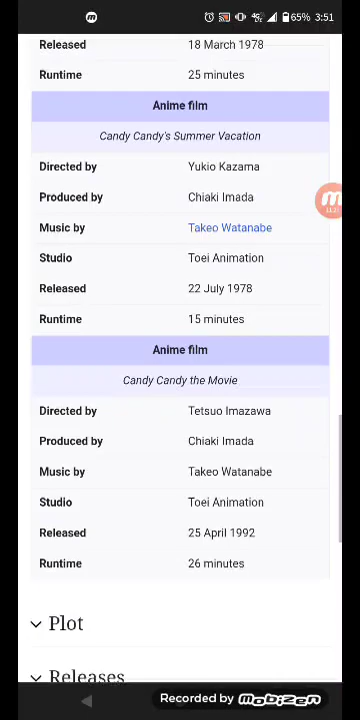 65% 3:51
Released 18 March 1978
Runtime 25 minutes
Anime film
Candy Candy's Summer Vacation
Directed by Yukio Kazama
Produced by Chiaki Imada
Music by Takeo Watanabe
Studio Toei Animation
Released 22 July 1978
Runtime 15 minutes
Anime film
Candy Candy the Movie
Directed by Tetsuo Imazawa
Produced by Chiaki Imada
Music by Takeo Watanabe
Studio Toei Animation
Released 25 April 1992
Runtime 26 minutes
Plot
Releases
Recorded by mobizen